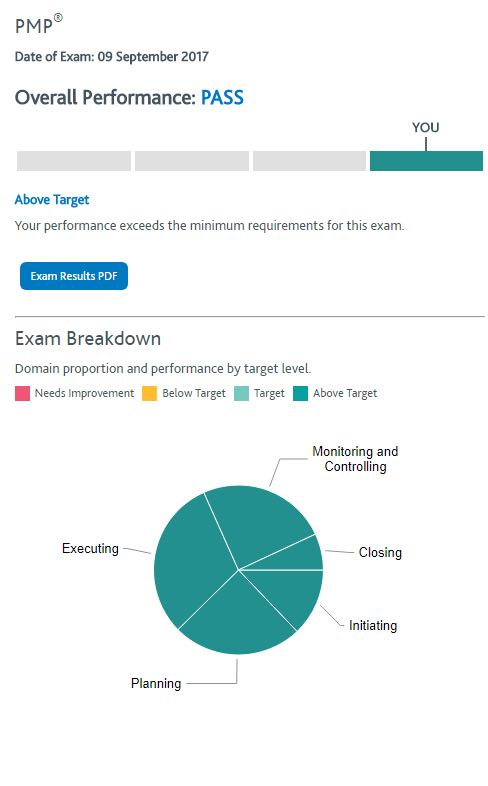 PMP®
Date of Exam: 09 September 2017
Overall Performance: PASS
YOU
Above Target
Your performance exceeds the minimum requirements for this exam.
Exam Results PDF
Exam Breakdown
Domain proportion and performance by target level.
Needs Improvement Below Target Target Above Target
Monitoring and
Controlling
Executing
Closing
Initiating
Planning